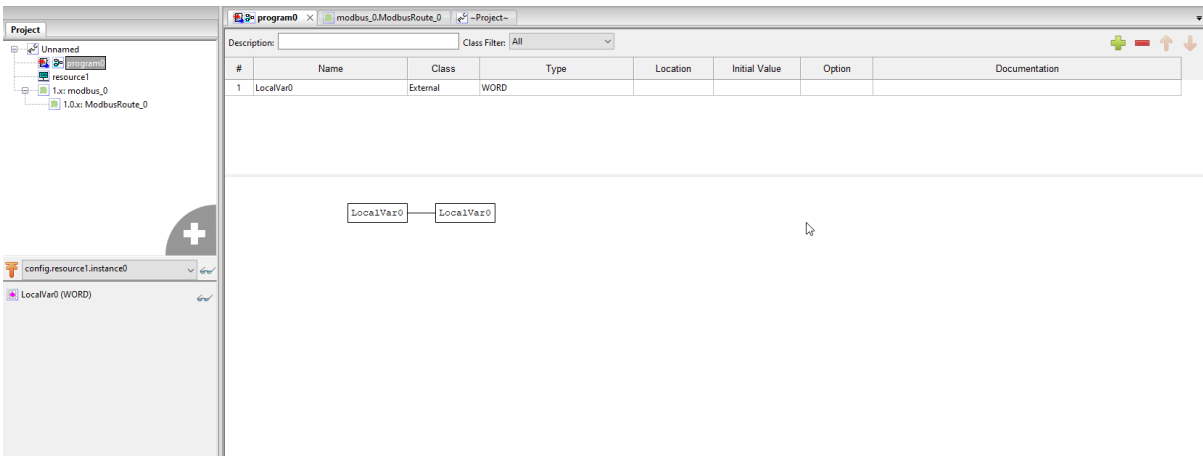 Project
Unnamed
program0
resource1
1.x: modbus_0
1.0.x: ModbusRoute_0
config.resource1.instance0
LocalVar0 (WORD)
program0 modbus_0.ModbusRoute_0 ~Project~
Description: Class Filter: All
# Name Class Type Location Initial Value Option Documentation
1 LocalVar0 External WORD
LocalVar0 LocalVar0